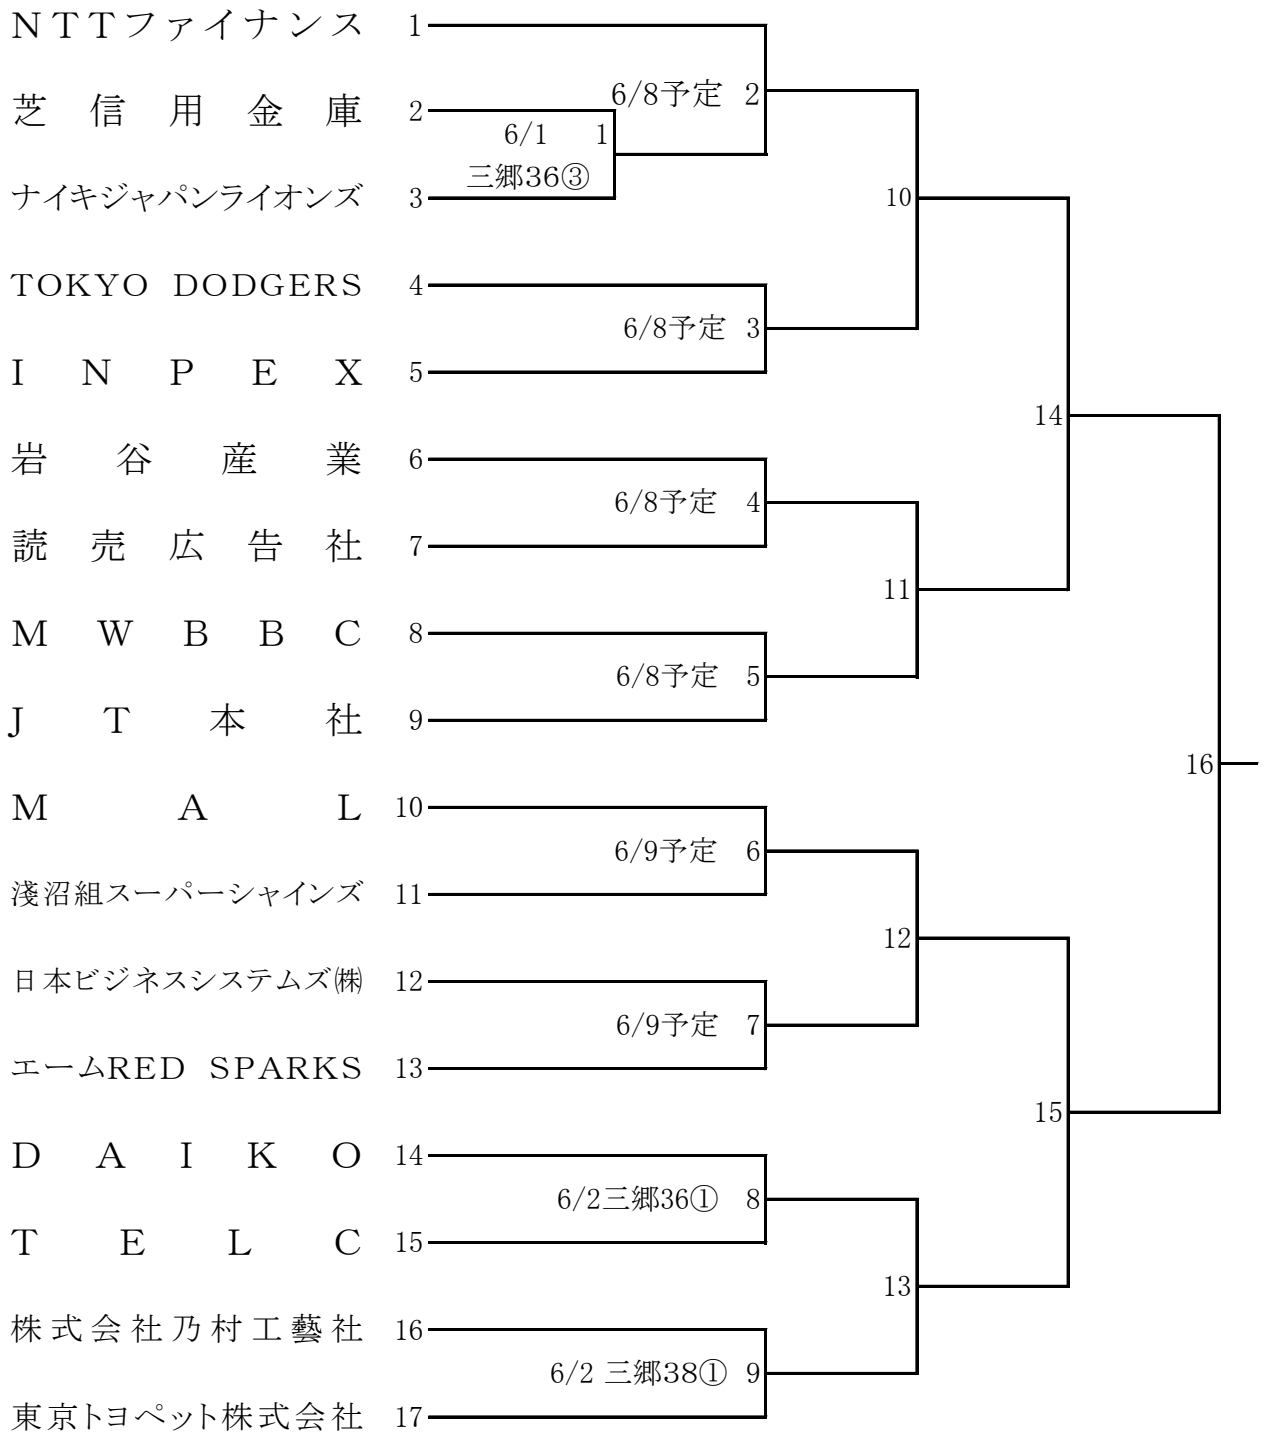 NTTファイナンス 1
6/8予定 2
芝信用金庫 2
6/1 1
三郷36③
ナイキジャパンライオンズ 3
10
TOKYO DODGERS 4
6/8予定 3
INPEX 5
14
岩谷産業 6
6/8予定 4
読売広告社 7
11
MWBBC 8
6/8予定 5
JT本社 9
16
MAL 10
6/9予定 6
淺沼組スーパーシャインズ 11
12
日本ビジネスシステムズ㈱ 12
6/9予定 7
エームRED SPARKS 13
15
DAIKO 14
6/2三郷36① 8
TELC 15
13
株式会社乃村工藝社 16
6/2 三郷38① 9
東京トヨペット株式会社 17